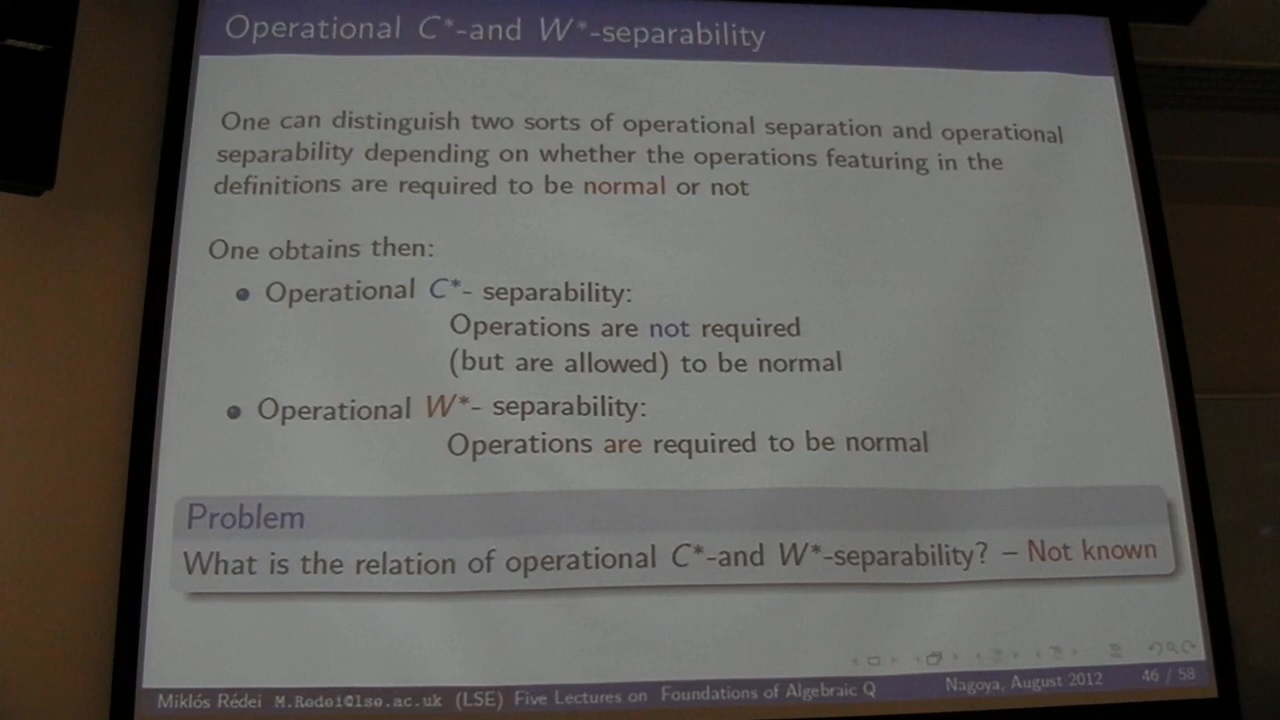 Operational C*-and W*-separability
One can distinguish two sorts of operational separation and operational
separability depending on whether the operations featuring in the
definitions are required to be normal or not
One obtains then:
• Operational C*- separability:
Operations are not required
(but are allowed) to be normal
• Operational W*- separability:
Operations are required to be normal
Problem
What is the relation of operational C*-and W*-separability? – Not known
Miklós Rédei M.Redei@lse.ac.uk (LSE) Five Lectures on Foundations of Algebraic Q Nagoya, August 2012 46 / 58